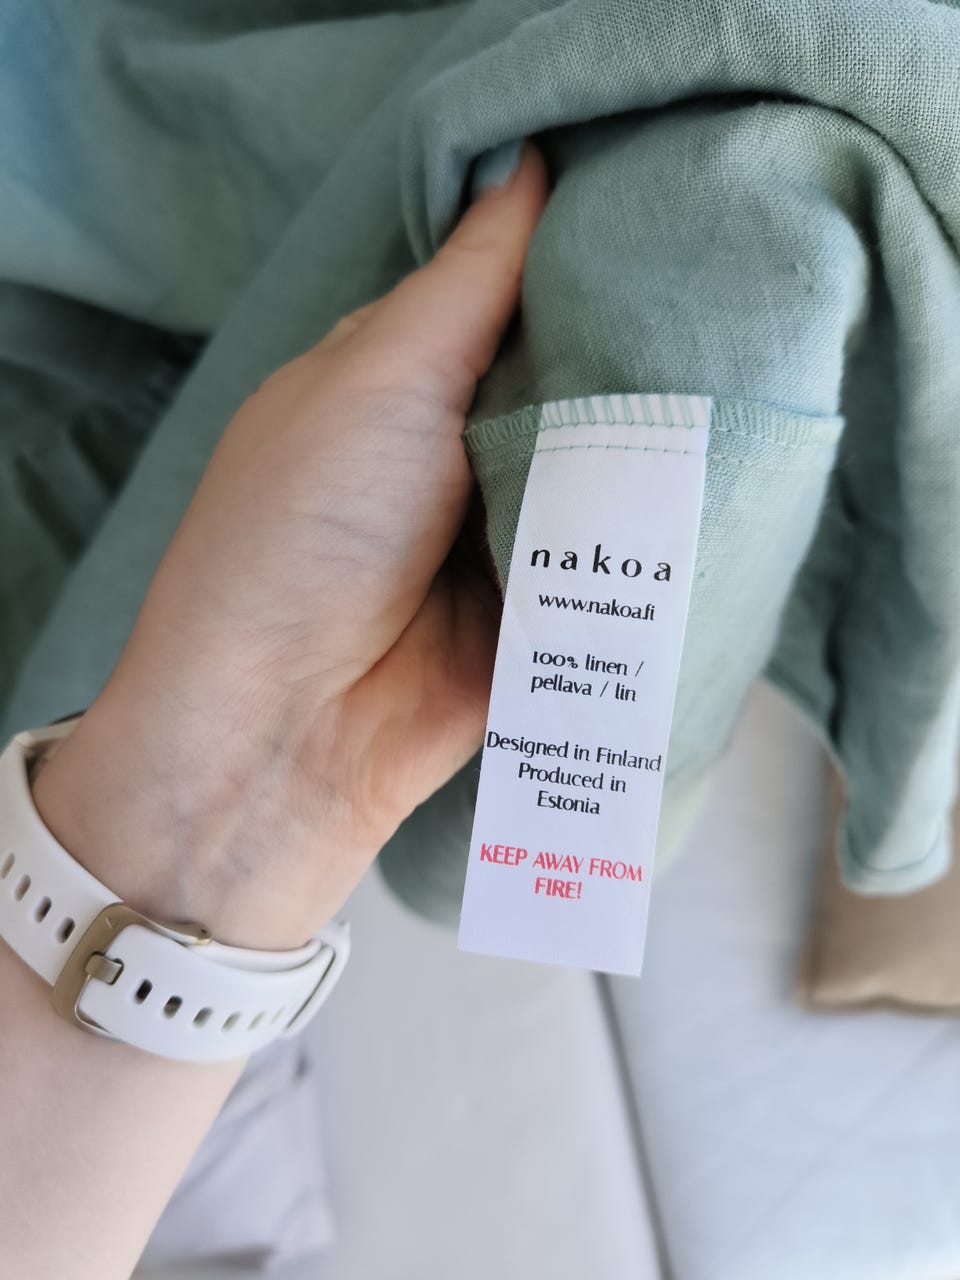 nakoa
www.nakoa.fi
100% linen /
pellava / lin
Designed in Finland
Produced in
Estonia
KEEP AWAY FROM
FIRE!